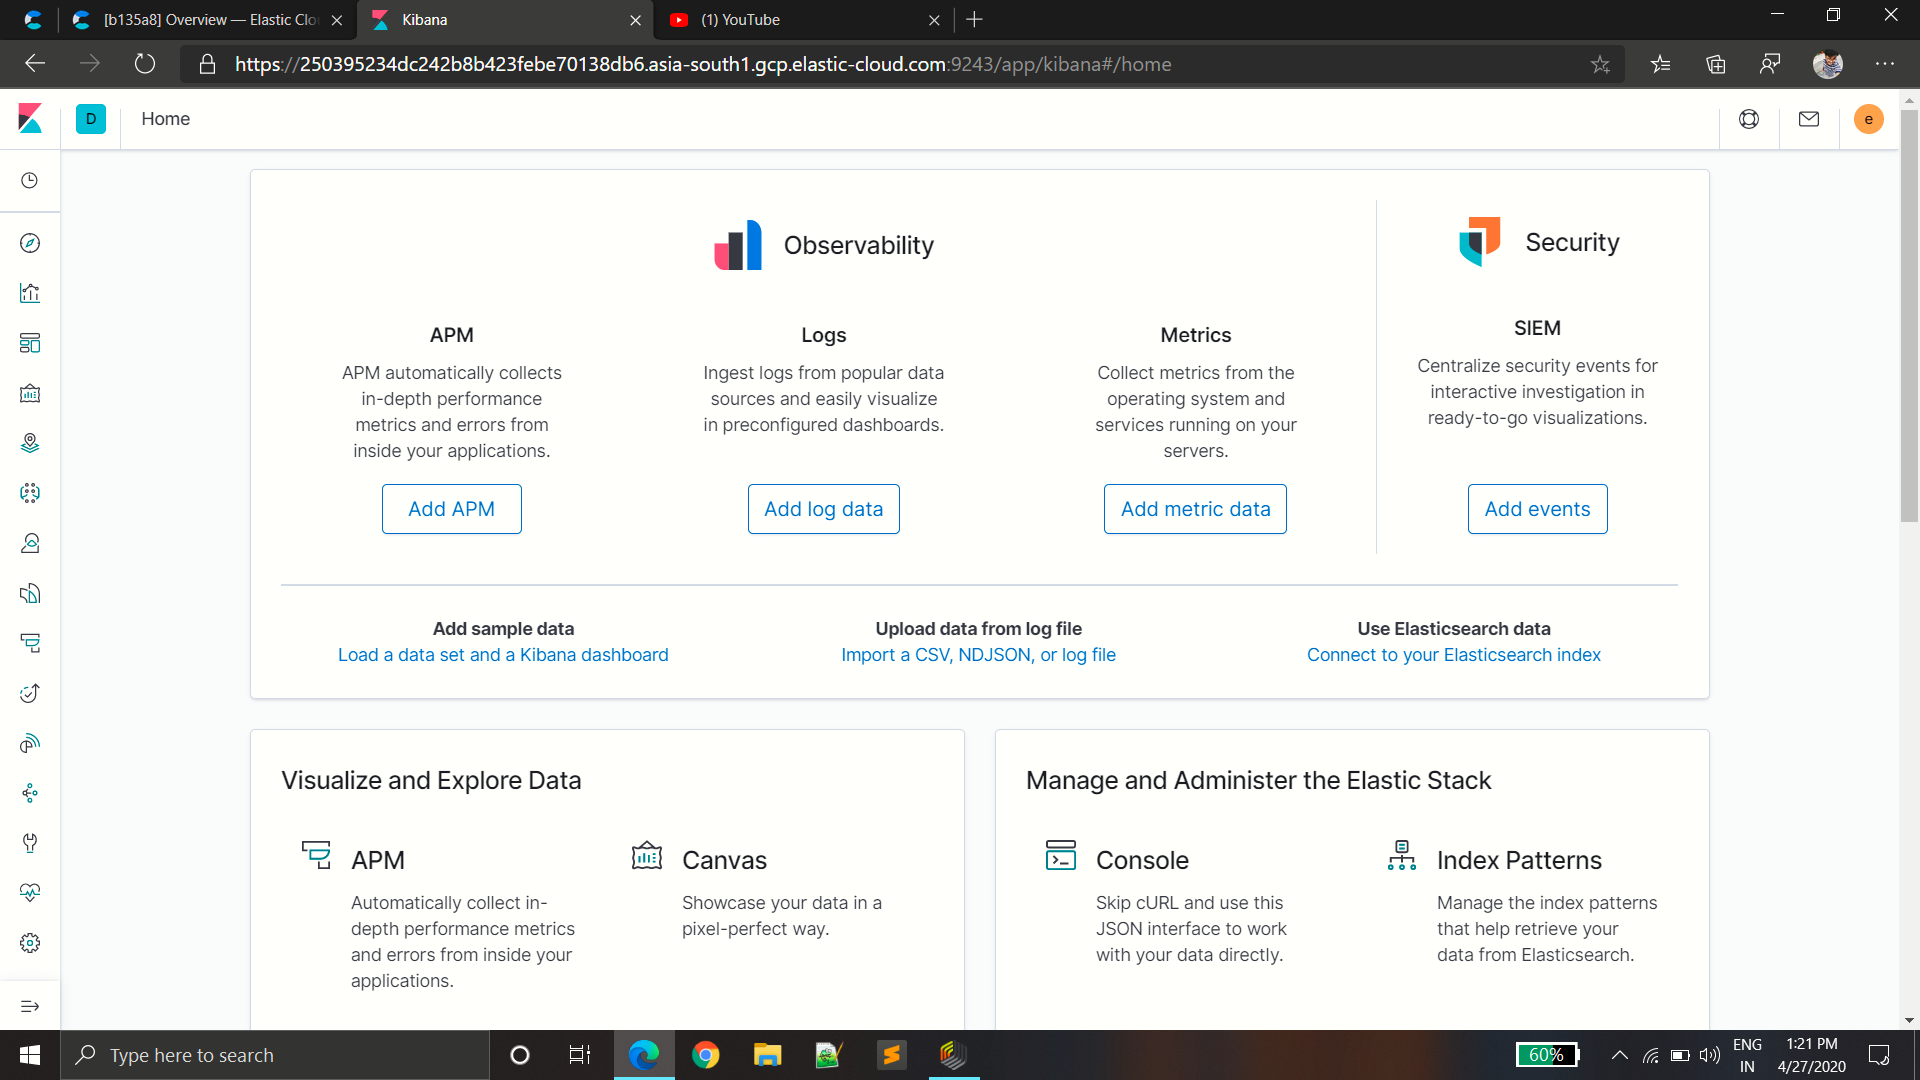 [b135a8] Overview — Elastic Clo
Kibana
(1) YouTube
https://250395234dc242b8b423febe70138db6.asia-south1.gcp.elastic-cloud.com:9243/app/kibana#/home
D
Home
e
Observability
Security
APM
APM automatically collects
in-depth performance
metrics and errors from
inside your applications.
Add APM
Logs
Ingest logs from popular data
sources and easily visualize
in preconfigured dashboards.
Add log data
Metrics
Collect metrics from the
operating system and
services running on your
servers.
Add metric data
SIEM
Centralize security events for
interactive investigation in
ready-to-go visualizations.
Add events
Add sample data
Load a data set and a Kibana dashboard
Upload data from log file
Import a CSV, NDJSON, or log file
Use Elasticsearch data
Connect to your Elasticsearch index
Visualize and Explore Data
APM
Automatically collect in-
depth performance metrics
and errors from inside your
applications.
Canvas
Showcase your data in a
pixel-perfect way.
Manage and Administer the Elastic Stack
Console
Skip cURL and use this
JSON interface to work
with your data directly.
Index Patterns
Manage the index patterns
that help retrieve your
data from Elasticsearch.
Type here to search
60%
ENG
IN
1:21 PM
4/27/2020